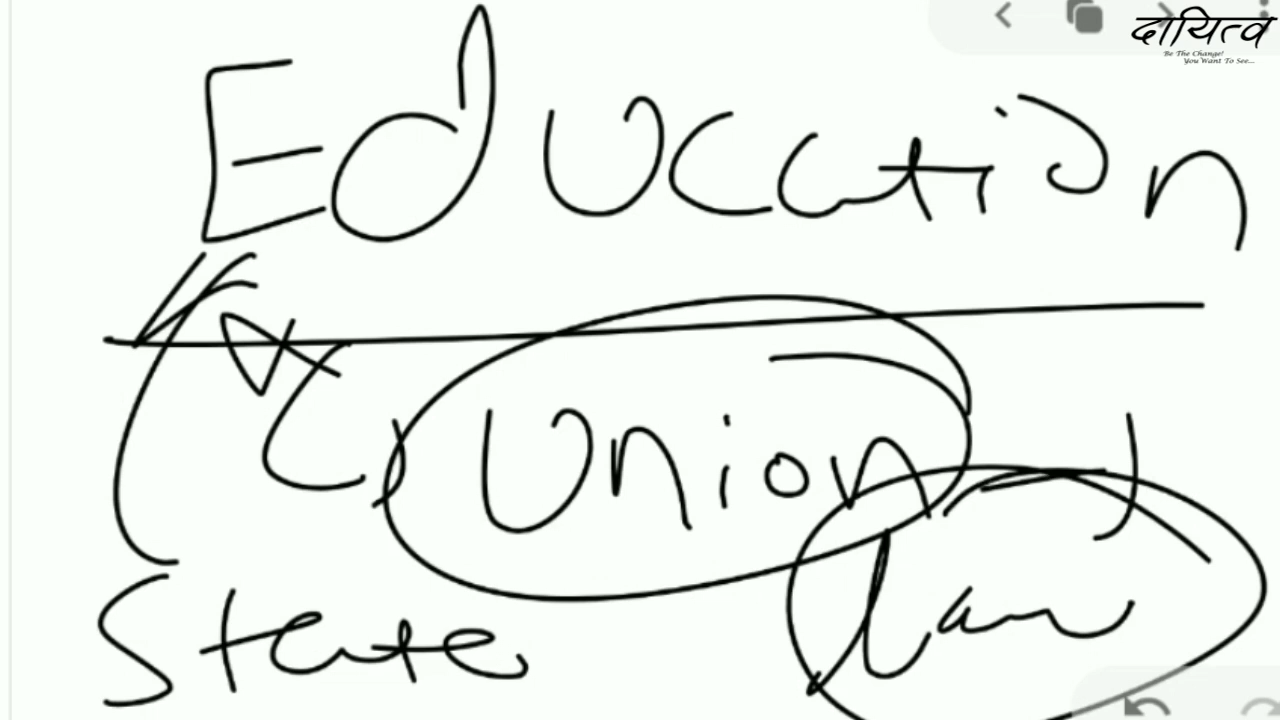 दायित्व
Be The Change!
You Want To See...
Education
Union
law
State